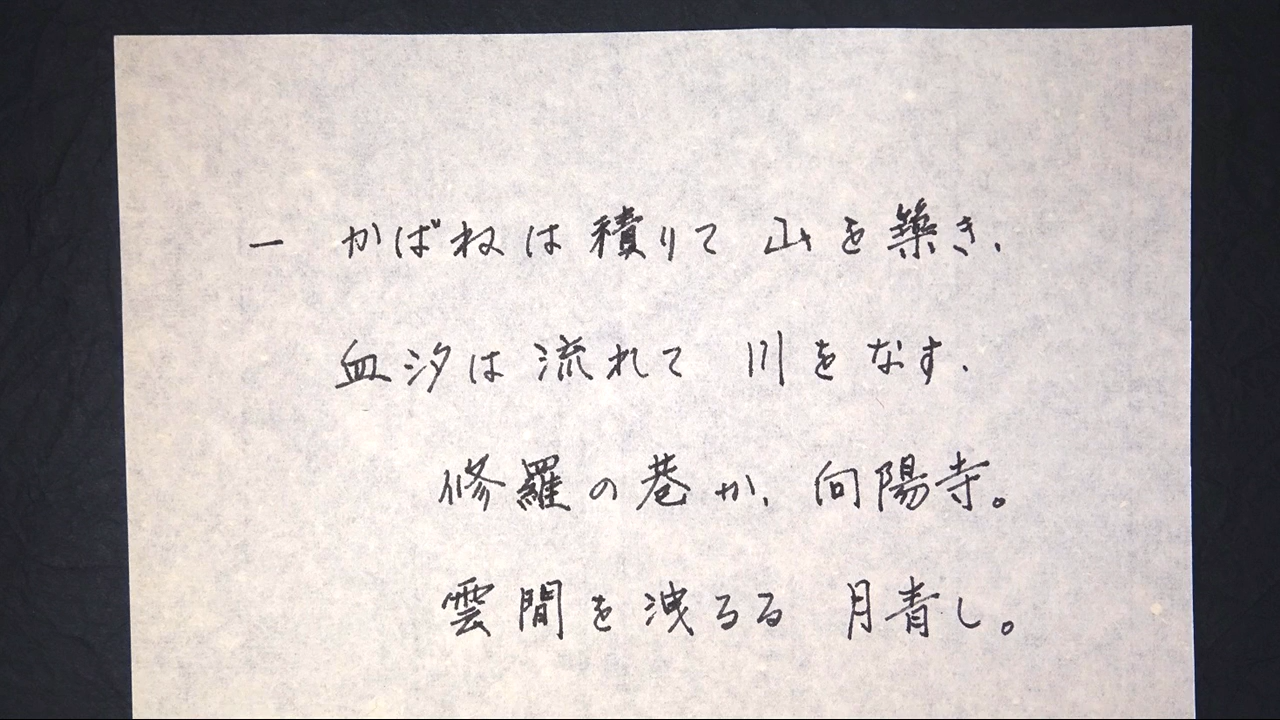 一 かばねは積りて 山を築き、
血汐は流れて 川をなす、
修羅の巷か、向陽寺。
雲間を洩るる 月青し。